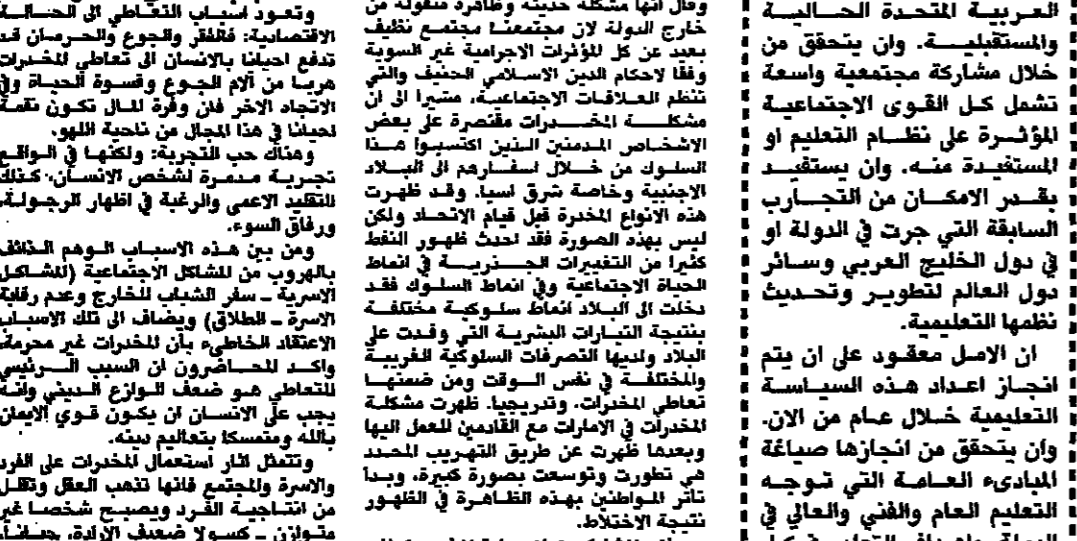 العربية المتحدة الحالية
والمستقبلية. وان يتحقق من
خلال مشاركة مجتمعية واسعة
تشمل كل القوى الاجتماعية
المؤثرة على نظام التعليم او
المستفيدة منه. وان يستفيد
بقدر الامكان من التجارب
السابقة التي جرت في الدولة او
في دول الخليج العربي وسائر
دول العالم لتطوير وتحديث
نظمها التعليمية.
ان الامل معقود على ان يتم
انجاز اعداد هذه السياسة
التعليمية خلال عام من الان.
وان يتحقق من انجازها صياغة
المبادىء العامة التي توجه
التعليم العام والفني والعالي في
وقال انها مشكلة حديثة وظاهرة منقولة من
خارج الدولة لان مجتمعنا مجتمع نظيف
بعيد عن كل المؤثرات الاجرامية غير السوية
وفقا لاحكام الدين الاسلامي الحنيف والتي
تنظم العلاقات الاجتماعية، مشيرا الى ان
مشكلة المخدرات مقتصرة على بعض
الاشخاص المدمنين الذين اكتسبوا هذا
السلوك من خلال اسفارهم الى البلاد
الاجنبية وخاصة شرق اسيا. وقد ظهرت
هذه الانواع المخدرة قبل قيام الاتحاد ولكن
ليس بهذه الصورة فقد احدث ظهور النفط
كثيرا من التغييرات الجذرية في انماط
الحياة الاجتماعية وفي انماط السلوك فقد
دخلت الى البلاد انماط سلوكية مختلفة
بنتيجة التيارات البشرية التي وفدت على
البلاد ولديها التصرفات السلوكية الغريبة
والمختلفة في نفس الوقت ومن ضمنها
تعاطي المخدرات. وتدريجيا. ظهرت مشكلة
المخدرات في الامارات مع القادمين للعمل اليها
وبعدها ظهرت عن طريق التهريب المحدد
هي تطورت وتوسعت بصورة كبيرة، وبدا
تاثر المواطنين بهذه الظاهرة في الظهور
نتيجة الاختلاط.
وتعود اسباب التعاطي الى الحالة
الاقتصادية: فالفقر والجوع والحرمان قد
تدفع احيانا بالانسان الى تعاطي المخدرات
هربا من آلام الجوع وقسوة الحياة وفي
الاتجاه الاخر فان وفرة المال تكون نقمة
احيانا في هذا المجال من ناحية اللهو.
وهناك حب التجربة: ولكنها في الواقع
تجربة مدمرة لشخص الانسان، كذلك
التقليد الاعمى والرغبة في اظهار الرجولة،
ورفاق السوء.
ومن بين هذه الاسباب الوهم الزائف
بالهروب من المشاكل الاجتماعية (المشاكل
الاسرية ـ سفر الشباب للخارج وعدم رقابة
الاسرة ـ الطلاق) ويضاف الى تلك الاسباب
الاعتقاد الخاطىء بأن المخدرات غير محرمة.
واكد المحاضرون ان السبب الرئيسي
للتعاطي هو ضعف الوازع الديني وانه
يجب على الانسان ان يكون قوي الايمان
بالله ومتمسكا بتعاليم دينه.
وتتمثل اثار استعمال المخدرات على الفرد
والاسرة والمجتمع فانها تذهب العقل وتقلل
من انتاجية الفرد ويصبح شخصا غير
متوازن ـ كسولا ضعيف الارادة،